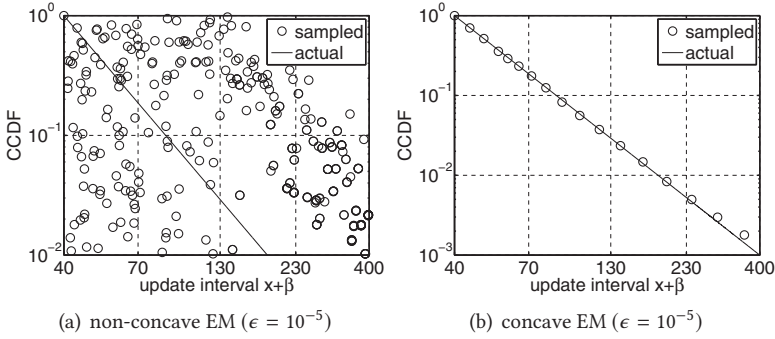 10^0
10^-1
10^-2
CCDF
40 70 130 230 400
update interval x+β
sampled
actual
(a) non-concave EM (ϵ = 10^-5)
10^0
10^-1
10^-2
10^-3
CCDF
40 70 130 230 400
update interval x+β
sampled
actual
(b) concave EM (ϵ = 10^-5)